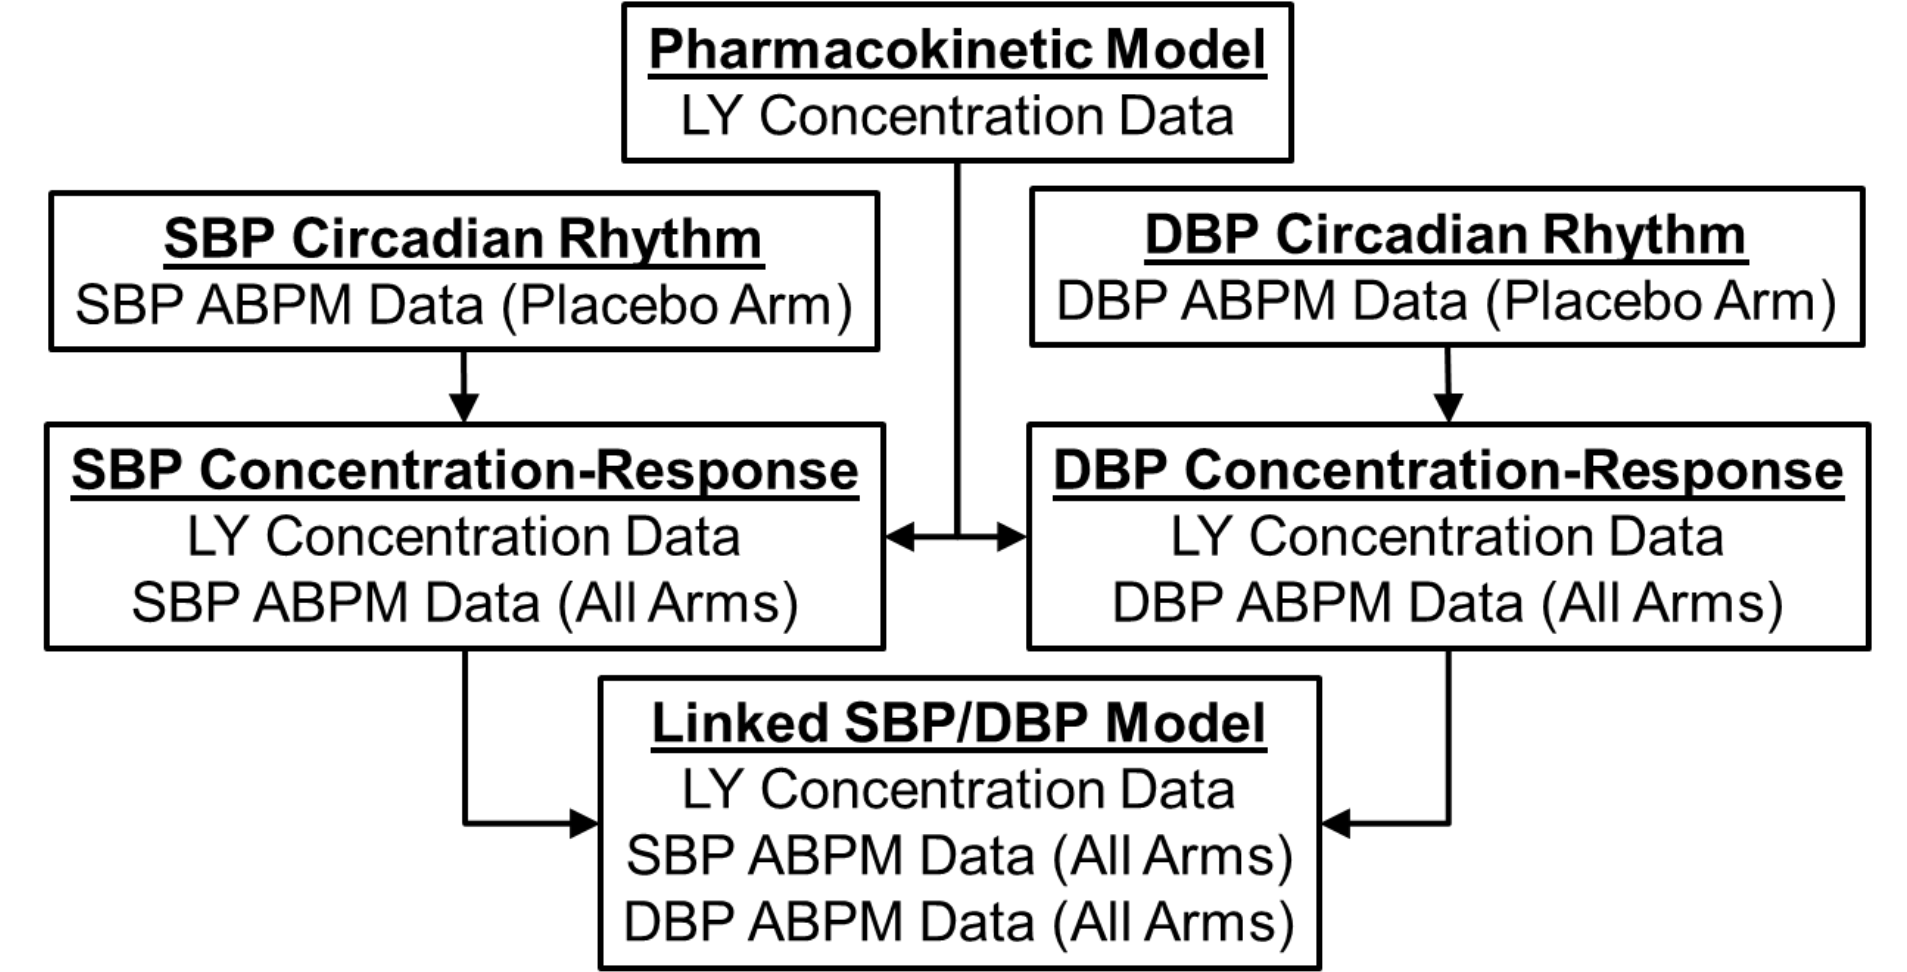 Pharmacokinetic Model
LY Concentration Data
SBP Circadian Rhythm
SBP ABPM Data (Placebo Arm)
DBP Circadian Rhythm
DBP ABPM Data (Placebo Arm)
SBP Concentration-Response
LY Concentration Data
SBP ABPM Data (All Arms)
DBP Concentration-Response
LY Concentration Data
DBP ABPM Data (All Arms)
Linked SBP/DBP Model
LY Concentration Data
SBP ABPM Data (All Arms)
DBP ABPM Data (All Arms)